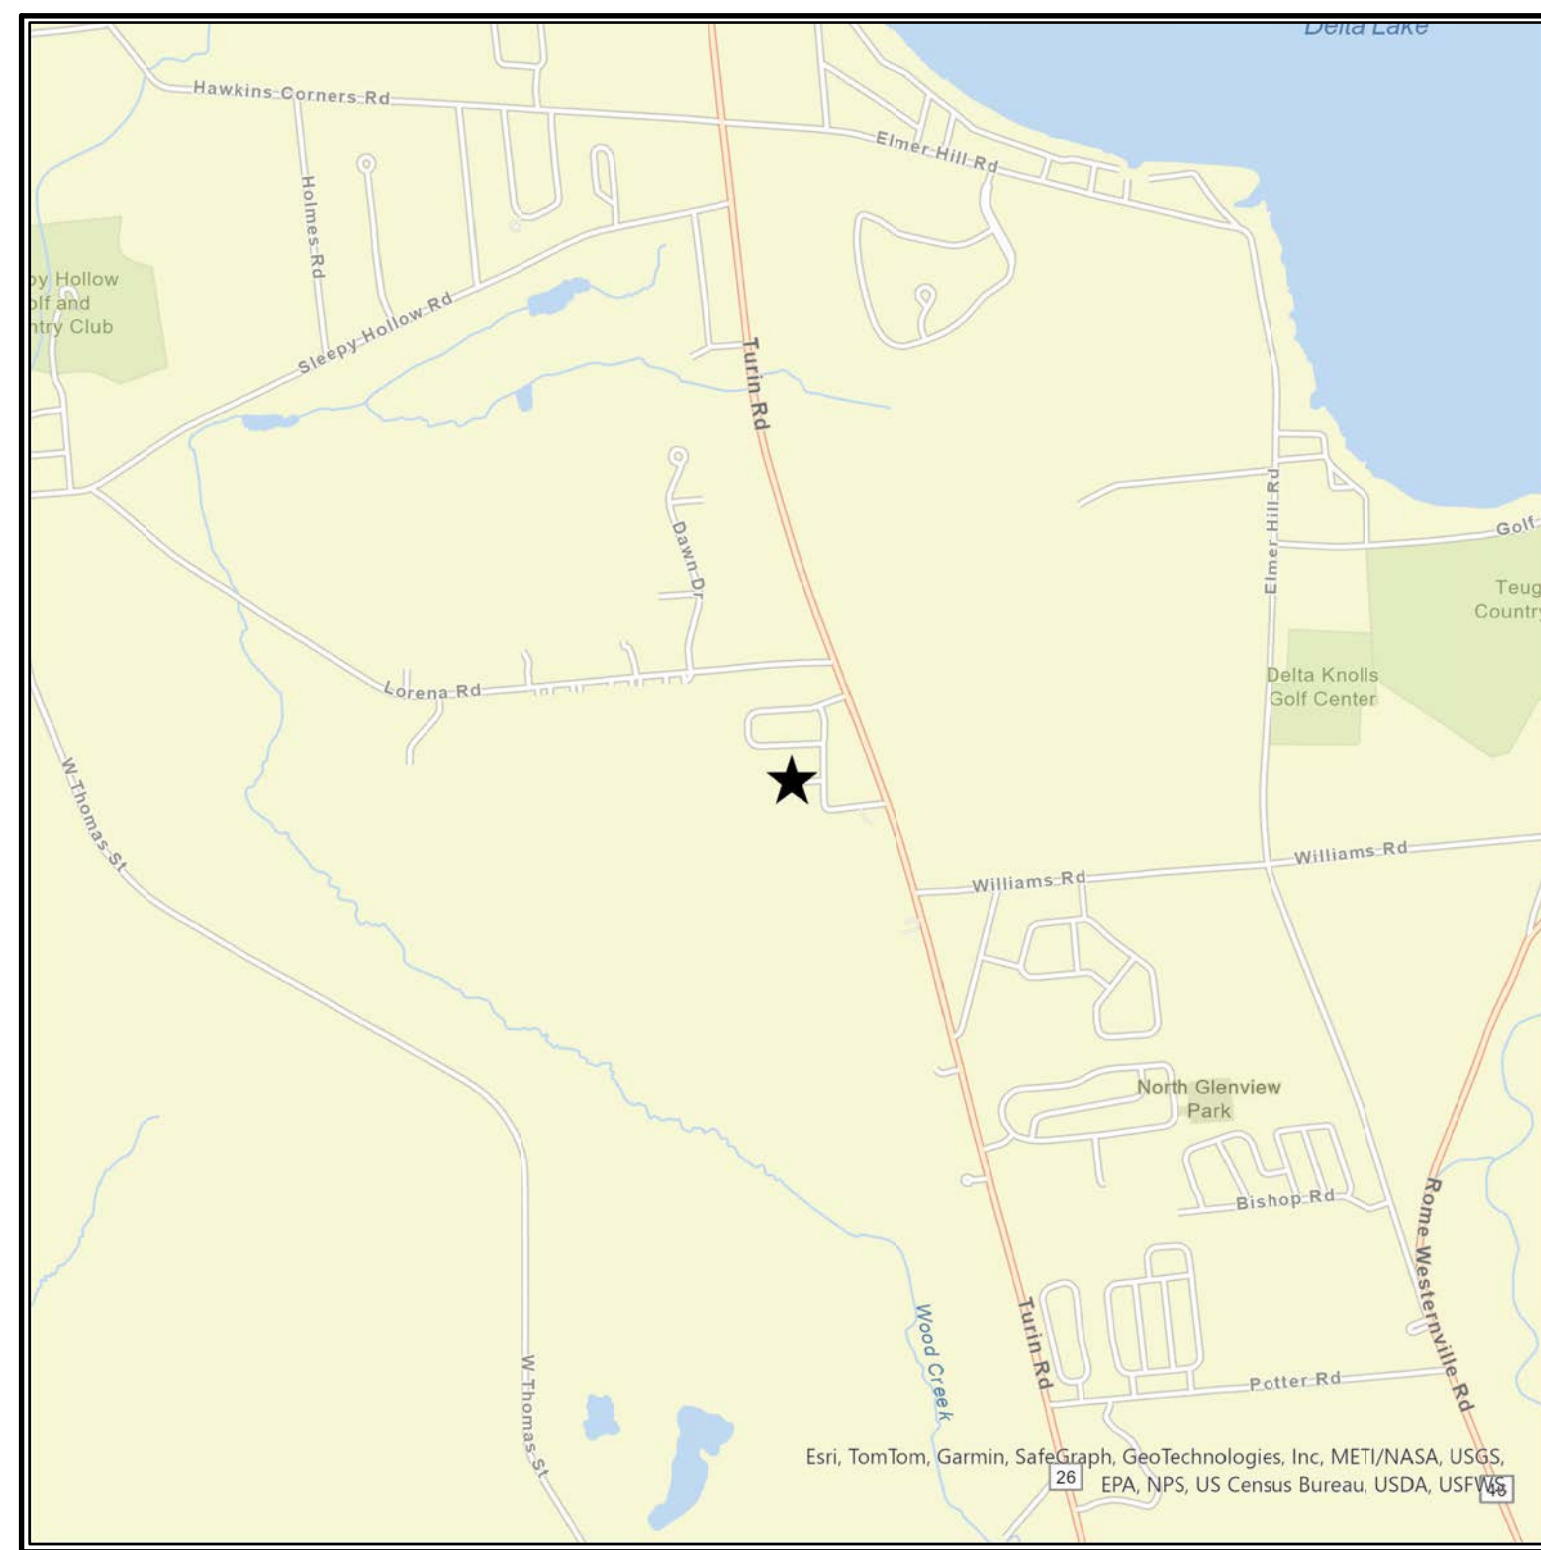 Delta Lake
Hawkins Corners Rd
Elmer Hill Rd
Holmes Rd
Hollow
and
Club
Sleepy Hollow Rd
Turin Rd
Dawn Dr
Elmer Hill Rd
Golf
Lorena Rd
Delta Knolls
Golf Center
W Thomas St
Williams Rd
Williams Rd
North Glenview
Park
Bishop Rd
Rome Westernville Rd
Wood Creek
Turin Rd
W Thomas St
Potter Rd
Esri, TomTom, Garmin, SafeGraph, GeoTechnologies, Inc, METI/NASA, USGS,
26
EPA, NPS, US Census Bureau, USDA, USFWS